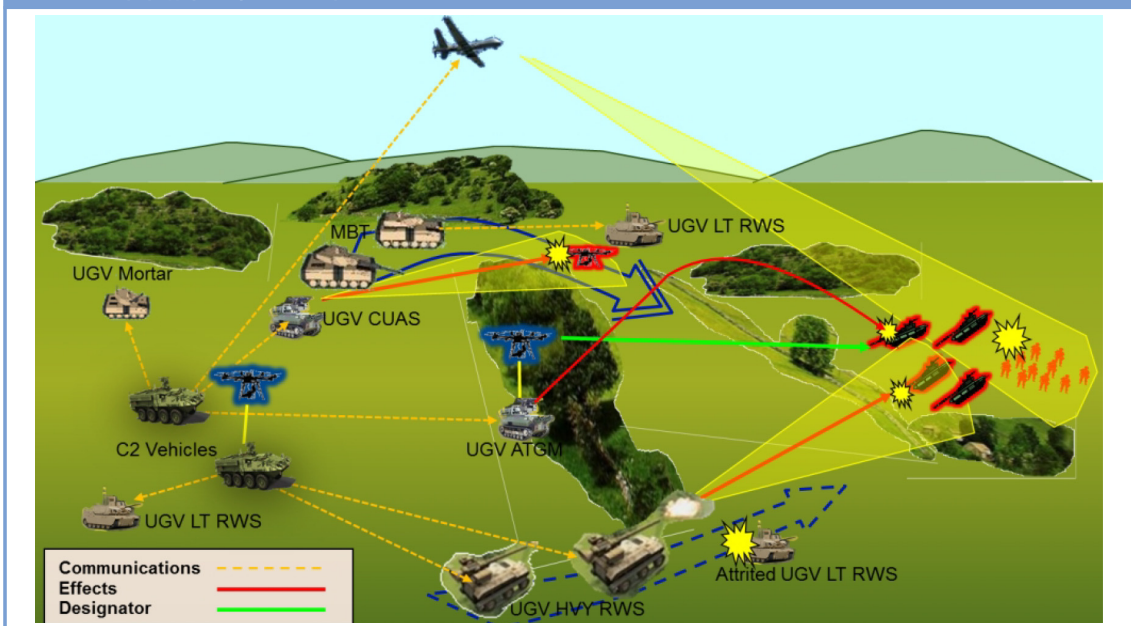 MBT
UGV LT RWS
UGV Mortar
UGV CUAS
C2 Vehicles
UGV ATGM
UGV LT RWS
Attrited UGV LT RWS
UGV HVY RWS
Communications
Effects
Designator